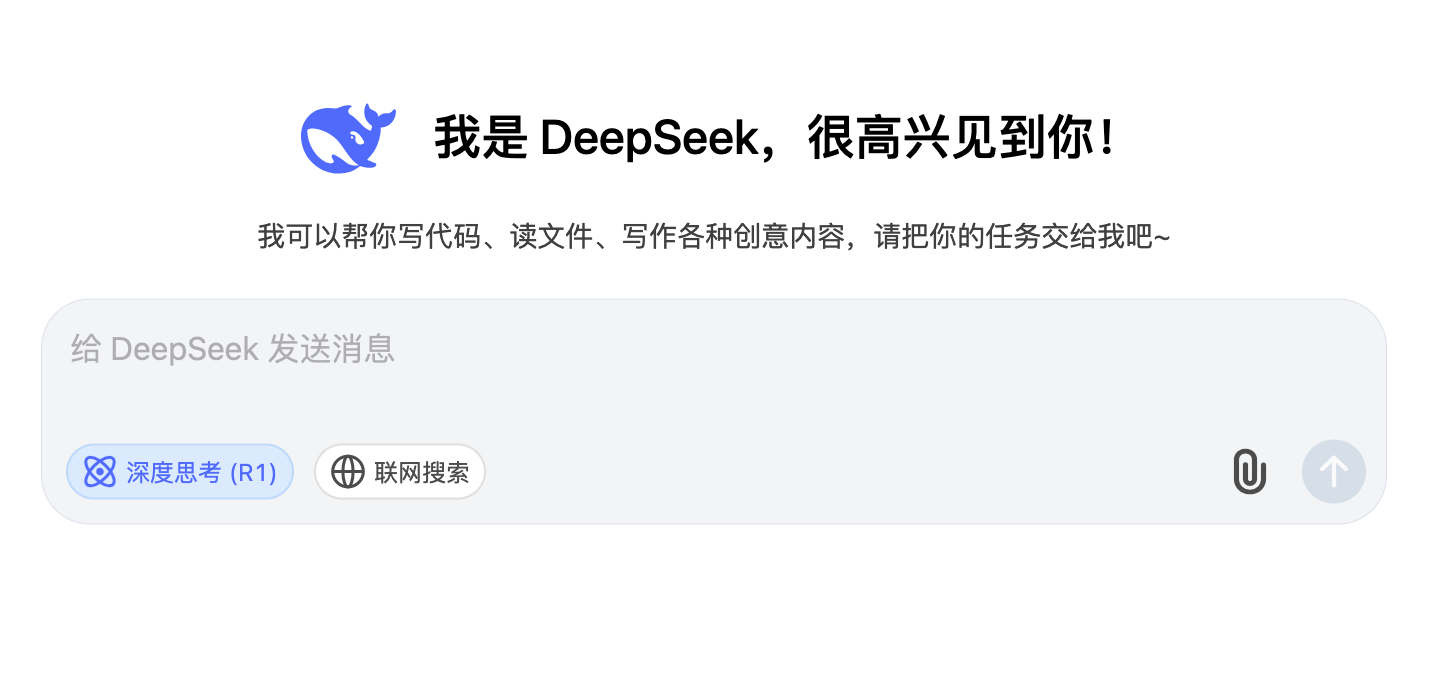 我是 DeepSeek，很高兴见到你！
我可以帮你写代码、读文件、写作各种创意内容，请把你的任务交给我吧~
给 DeepSeek 发送消息
深度思考 (R1)
联网搜索